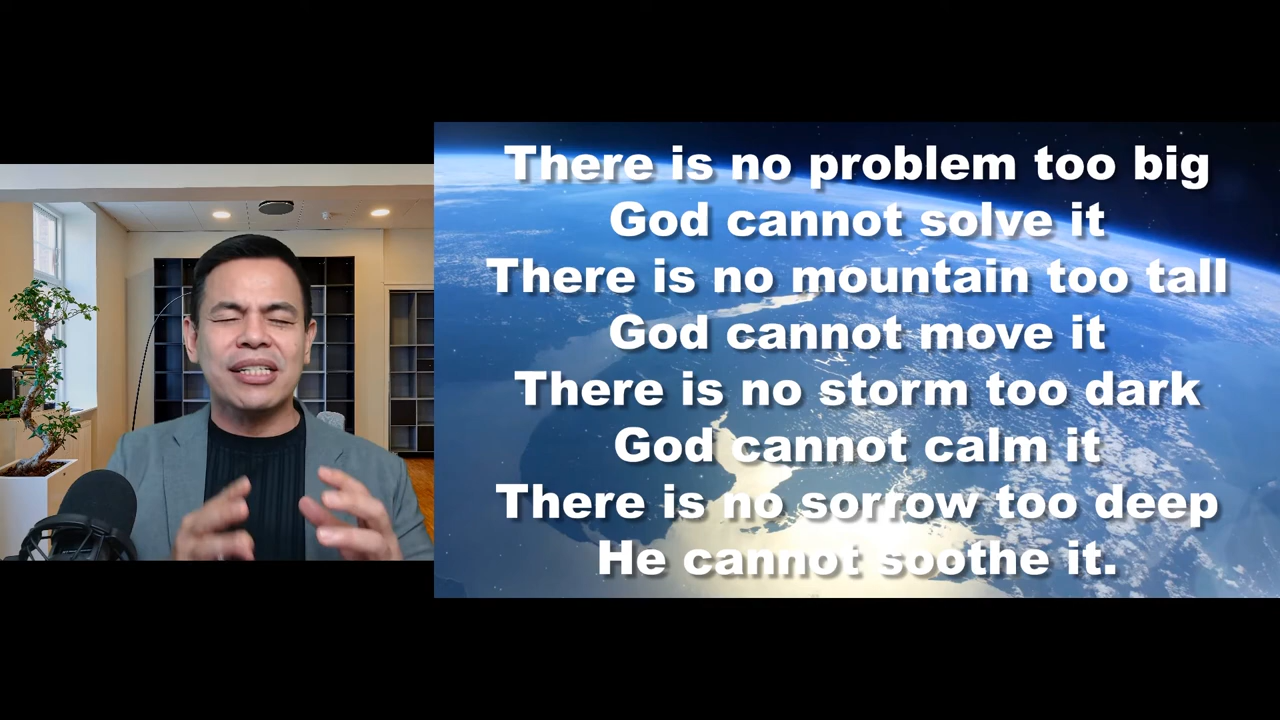 There is no problem too big
God cannot solve it
There is no mountain too tall
God cannot move it
There is no storm too dark
God cannot calm it
There is no sorrow too deep
He cannot soothe it.